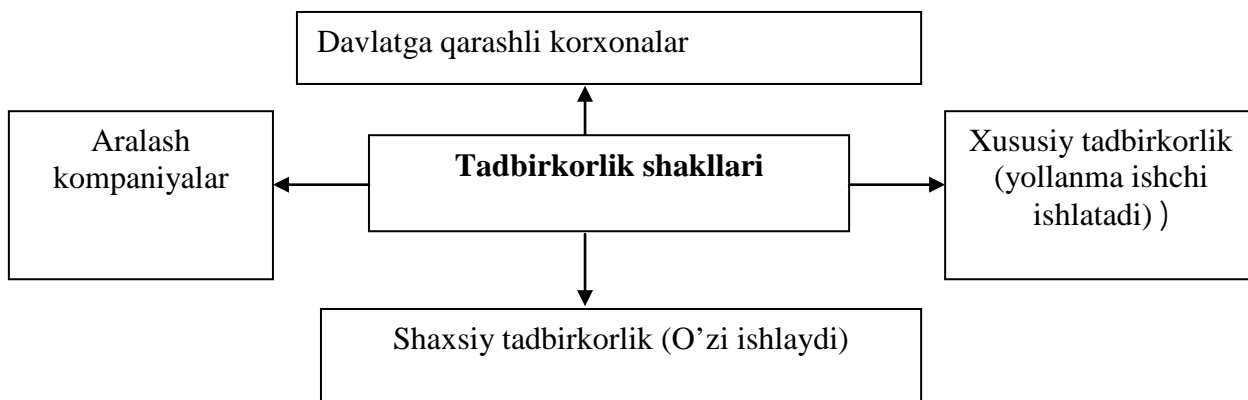 Davlatga qarashli korxonalar
Aralash
kompaniyalar
Tadbirkorlik shakllari
Xususiy tadbirkorlik
(yollanma ishchi
ishlatadi) )
Shaxsiy tadbirkorlik (O’zi ishlaydi)